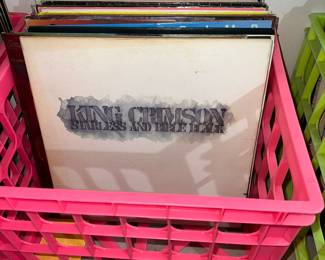 KING CRIMSON
STARLESS AND BIBLE BLACK